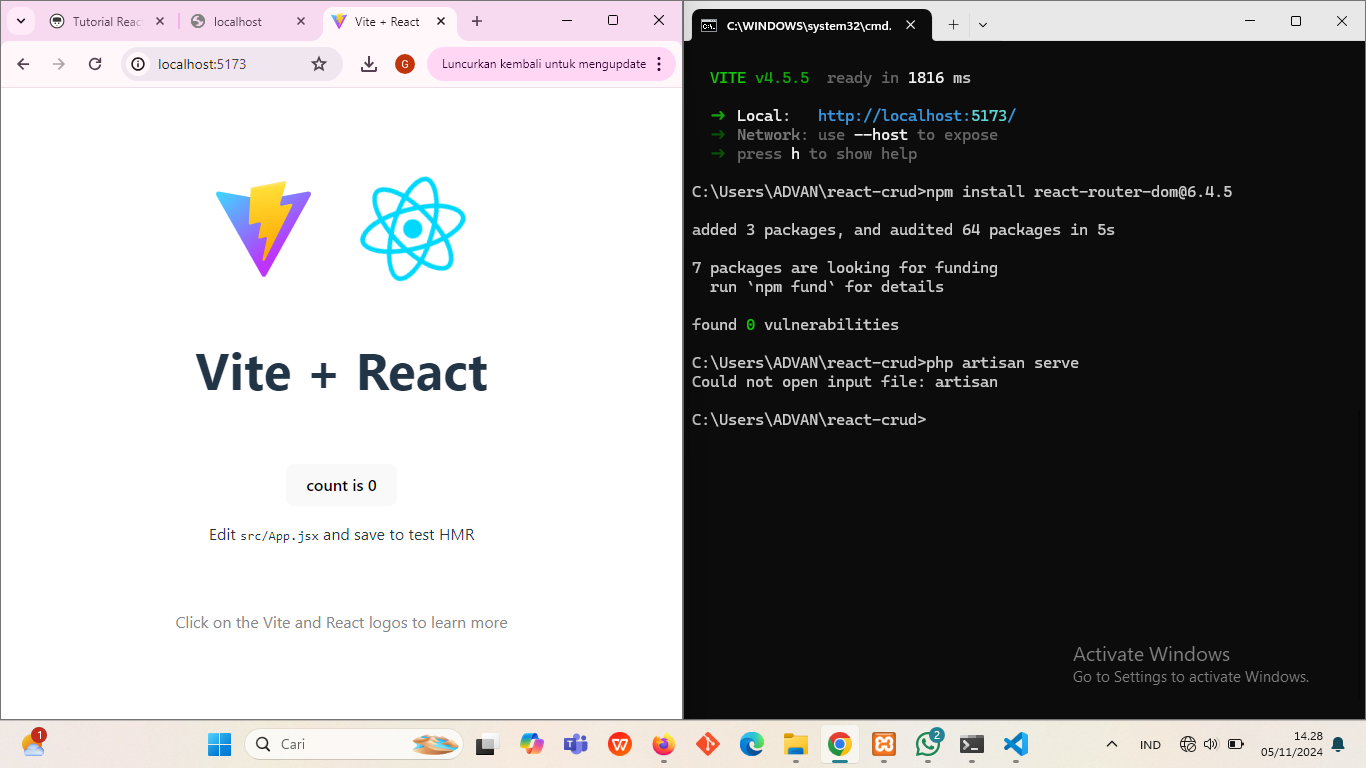 Tutorial Reac
localhost
Vite + React
localhost:5173
G
Luncurkan kembali untuk mengupdate
Vite + React
count is 0
Edit src/App.jsx and save to test HMR
Click on the Vite and React logos to learn more
C:\WINDOWS\system32\cmd.
VITE v4.5.5 ready in 1816 ms
➜ Local: http://localhost:5173/
➜ Network: use --host to expose
➜ press h to show help
C:\Users\ADVAN\react-crud>npm install react-router-dom@6.4.5
added 3 packages, and audited 64 packages in 5s
7 packages are looking for funding
run `npm fund` for details
found 0 vulnerabilities
C:\Users\ADVAN\react-crud>php artisan serve
Could not open input file: artisan
C:\Users\ADVAN\react-crud>
Activate Windows
Go to Settings to activate Windows.
1
Cari
2
IND
14.28
05/11/2024